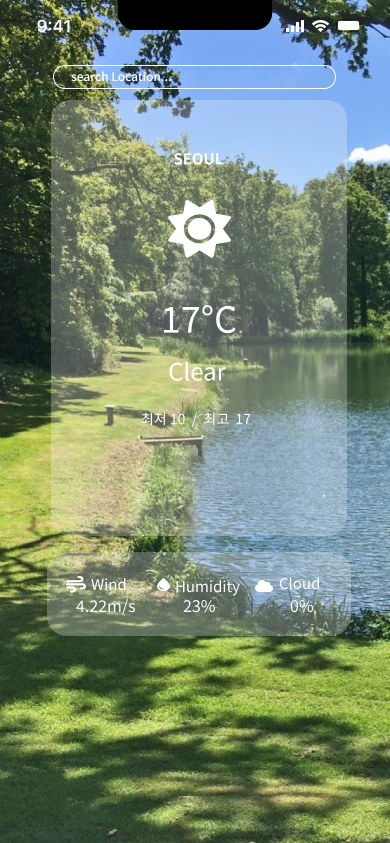 9:41
search Location...
SEOUL
17°C
Clear
최저 10 / 최고 17
Wind Humidity Cloud
4.22m/s 23% 0%